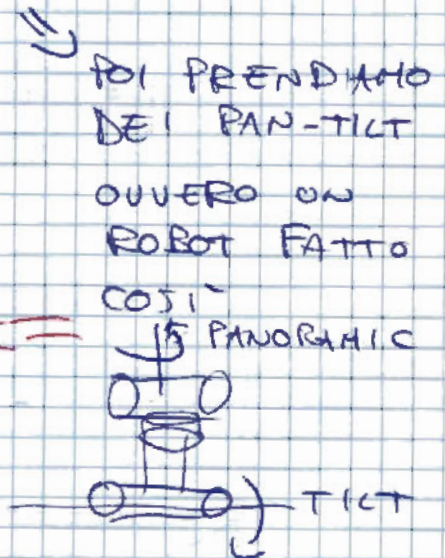 POI PRENDIAMO
DEI PAN-TILT
OVVERO UN
ROBOT FATTO
COSI`
PANORAMIC
TILT